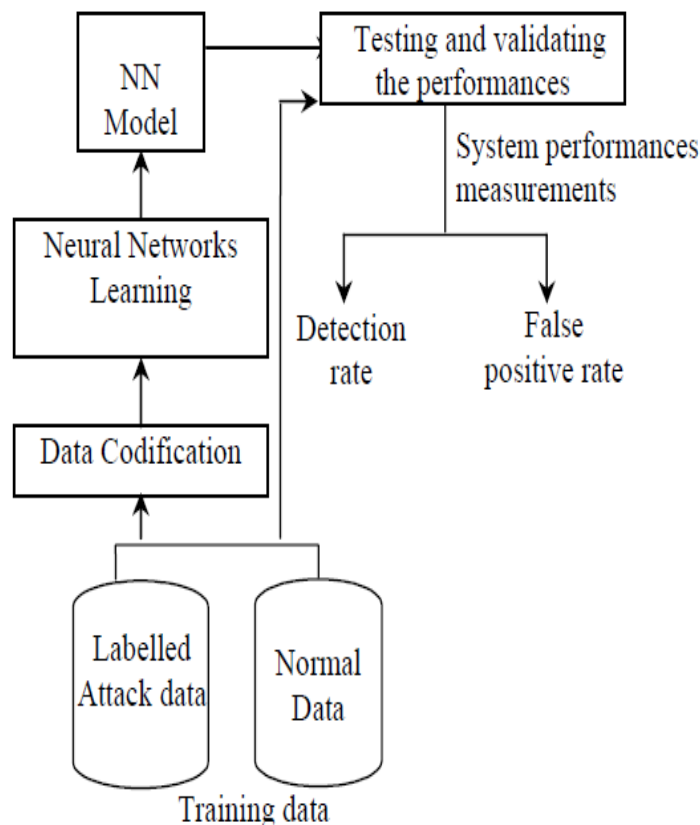 NN
Model
Testing and validating
the performances
System performances
measurements
Neural Networks
Learning
Detection
rate
False
positive rate
Data Codification
Labelled
Attack data
Normal
Data
Training data